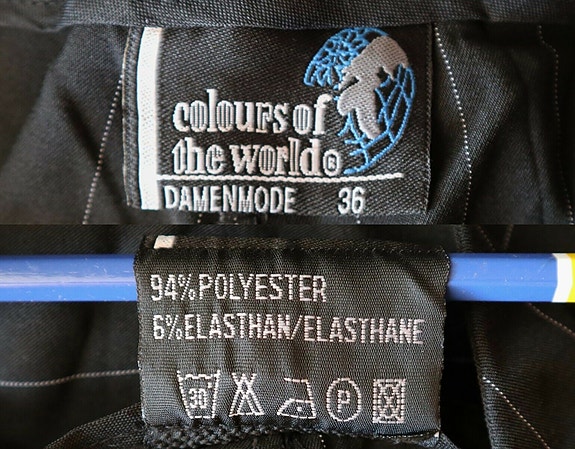 colours of
the world®
DAMENMODE 36
94%POLYESTER
6%ELASTHAN/ELASTHANE
30 P